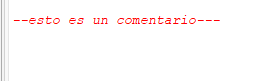 --esto es un comentario---